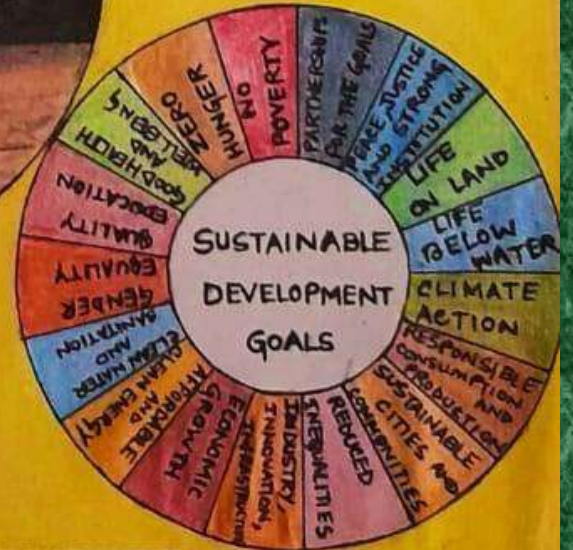 SUSTAINABLE
DEVELOPMENT
GOALS
NO
POVERTY
ZERO
HUNGER
GOOD HEALTH
AND
WELLBEING
QUALITY
EDUCATION
GENDER
EQUALITY
CLEAN WATER
AND
SANITATION
AFFORDABLE
AND
CLEAN ENERGY
ECONOMIC
GROWTH
INDUSTRY,
INNOVATION,
REDUCED
INEQUALITIES
SUSTAINABLE
CITIES AND
COMMUNITIES
RESPONSIBLE
CONSUMPTION
AND
PRODUCTION
CLIMATE
ACTION
LIFE
BELOW
WATER
LIFE
ON LAND
PEACE, JUSTICE
AND STRONG
INSTITUTION
PARTNERSHIPS
FOR THE GOALS